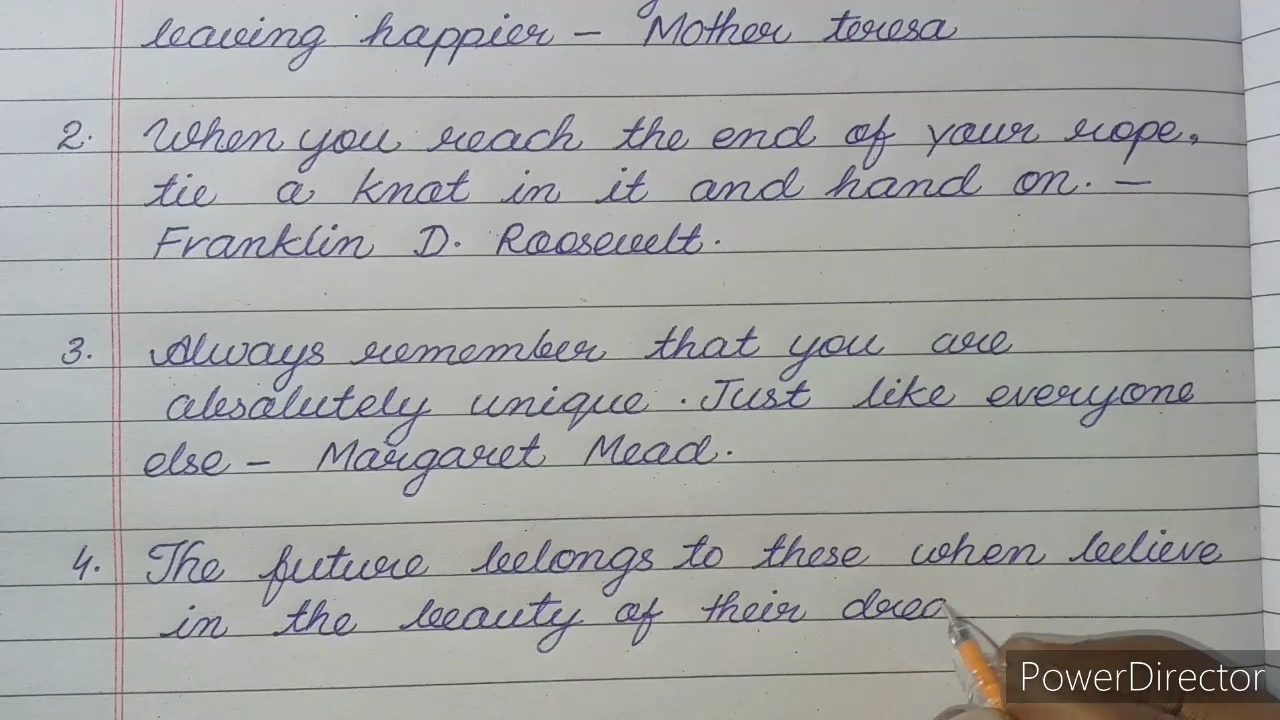 leaving happier - Mother teresa
2. When you reach the end of your rope,
tie a knot in it and hand on. -
Franklin D. Roosevelt.
3. Always remember that you are
absolutely unique. Just like everyone
else - Margaret Mead.
4. The future belongs to these when believe
in the beauty of their drea
PowerDirector